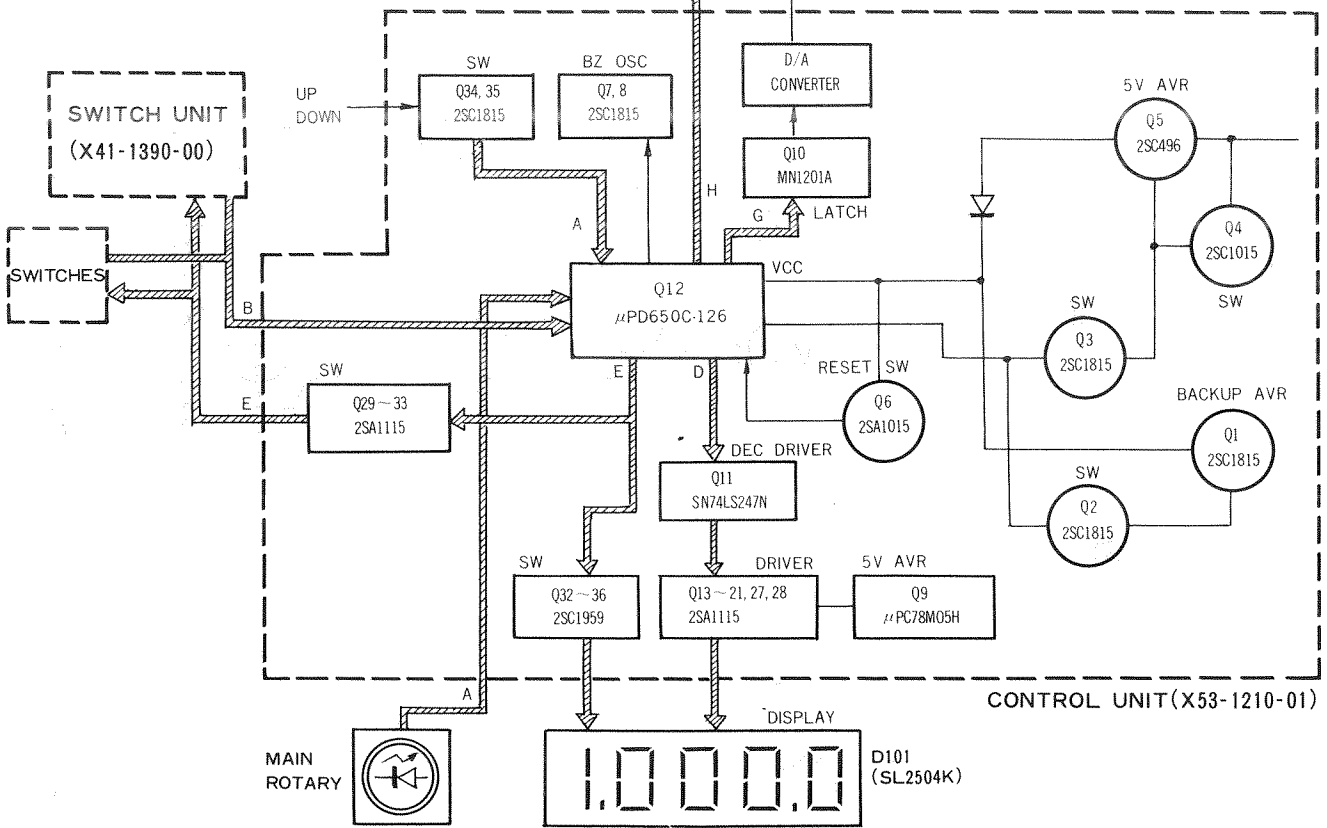 SW
Q34, 35
2SC1815
UP
DOWN
BZ OSC
Q7, 8
2SC1815
D/A
CONVERTER
Q10
MN1201A
LATCH
G
H
A
SWITCH UNIT
(X41-1390-00)
SWITCHES
B
E
5V AVR
Q5
2SC496
Q4
2SC1015
SW
VCC
Q12
μPD650C-126
E
D
SW
Q3
2SC1815
RESET SW
Q6
2SA1015
BACKUP AVR
Q1
2SC1815
SW
Q2
2SC1815
SW
Q29~33
2SA1115
DEC DRIVER
Q11
SN74LS247N
SW
Q32~36
2SC1959
DRIVER
Q13~21, 27, 28
2SA1115
5V AVR
Q9
μPC78M05H
CONTROL UNIT(X53-1210-01)
A
MAIN
ROTARY
DISPLAY
1.000.0
D101
(SL2504K)